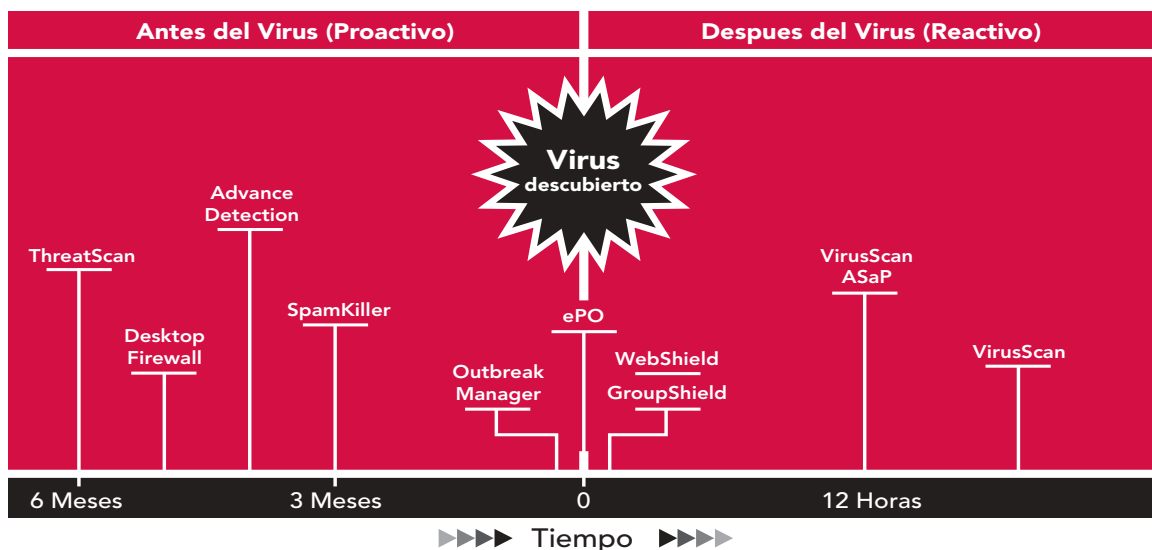 Antes del Virus (Proactivo)
Despues del Virus (Reactivo)
Virus
descubierto
Advance
Detection
ThreatScan
VirusScan
ASaP
SpamKiller
ePO
Desktop
Firewall
WebShield
VirusScan
Outbreak
Manager
GroupShield
6 Meses
3 Meses
0
12 Horas
Tiempo